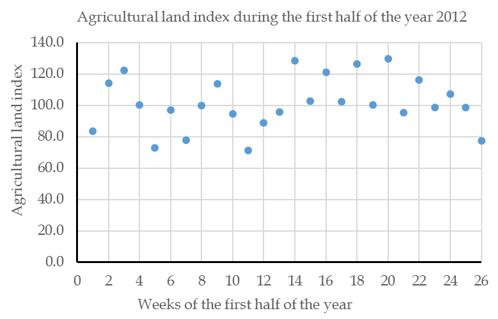 Agricultural land index during the first half of the year 2012
140.0
120.0
100.0
80.0
60.0
40.0
20.0
0.0
Agricultural land index
0 2 4 6 8 10 12 14 16 18 20 22 24 26
Weeks of the first half of the year